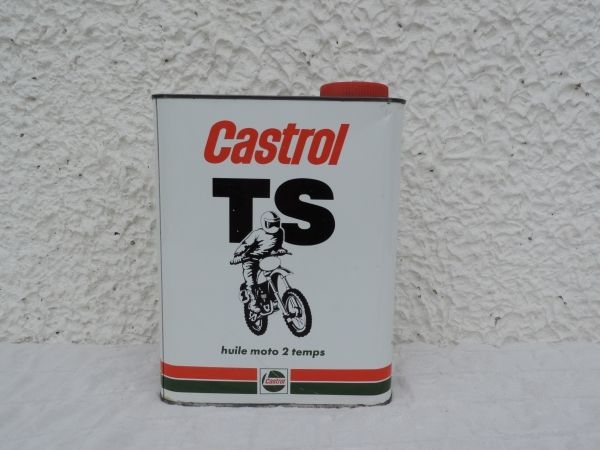 Castrol
TS
huile moto 2 temps
Castrol